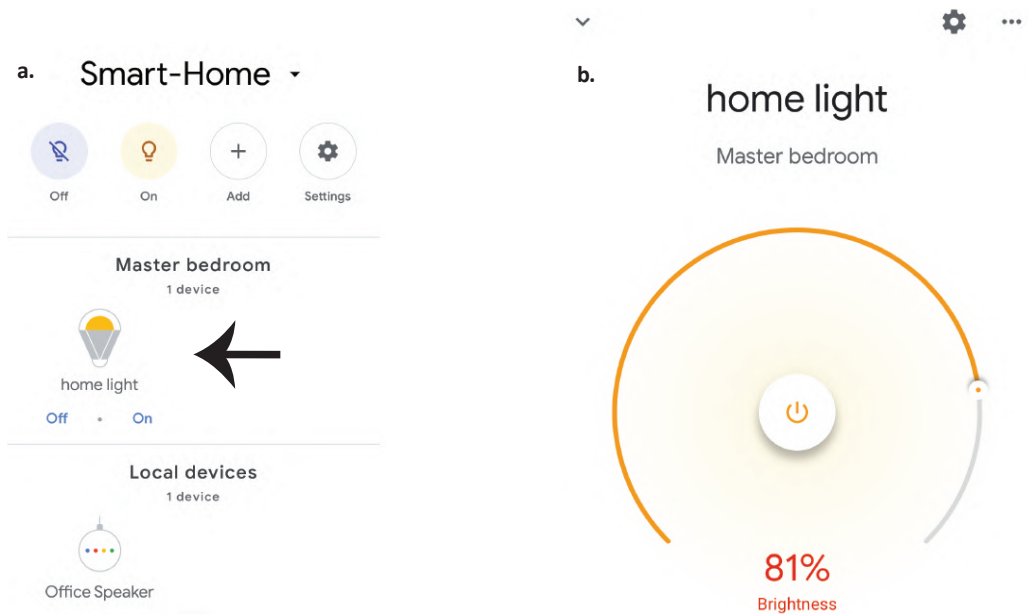 a.
Smart-Home
Off
On
Add
Settings
Master bedroom
1 device
home light
Off • On
Local devices
1 device
Office Speaker
b.
home light
Master bedroom
81%
Brightness